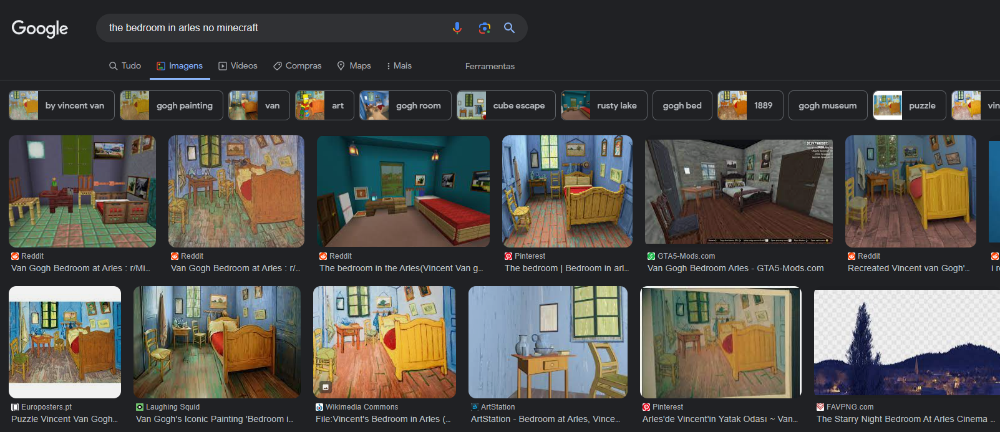 Google
the bedroom in arles no minecraft
Tudo
Imagens
Vídeos
Compras
Maps
Mais
Ferramentas
by vincent van
gogh painting
van
art
gogh room
cube escape
rusty lake
gogh bed
1889
gogh museum
puzzle
vin
Reddit
Van Gogh Bedroom at Arles : r/Mi...
Reddit
Van Gogh Bedroom at Arles : r/...
Reddit
The bedroom in the Arles(Vincent Van g...
Pinterest
The bedroom | Bedroom in arl...
GTA5-Mods.com
Van Gogh Bedroom Arles - GTA5-Mods.com
Reddit
Recreated Vincent van Gogh'...
i r
Europosters.pt
Puzzle Vincent Van Gogh...
Laughing Squid
Van Gogh's Iconic Painting 'Bedroom i...
Wikimedia Commons
File:Vincent's Bedroom in Arles (...
ArtStation
ArtStation - Bedroom at Arles, Vince...
Pinterest
Arles'de Vincent'in Yatak Odası ~ Van...
FAVPNG.com
The Starry Night Bedroom At Arles Cinema ...